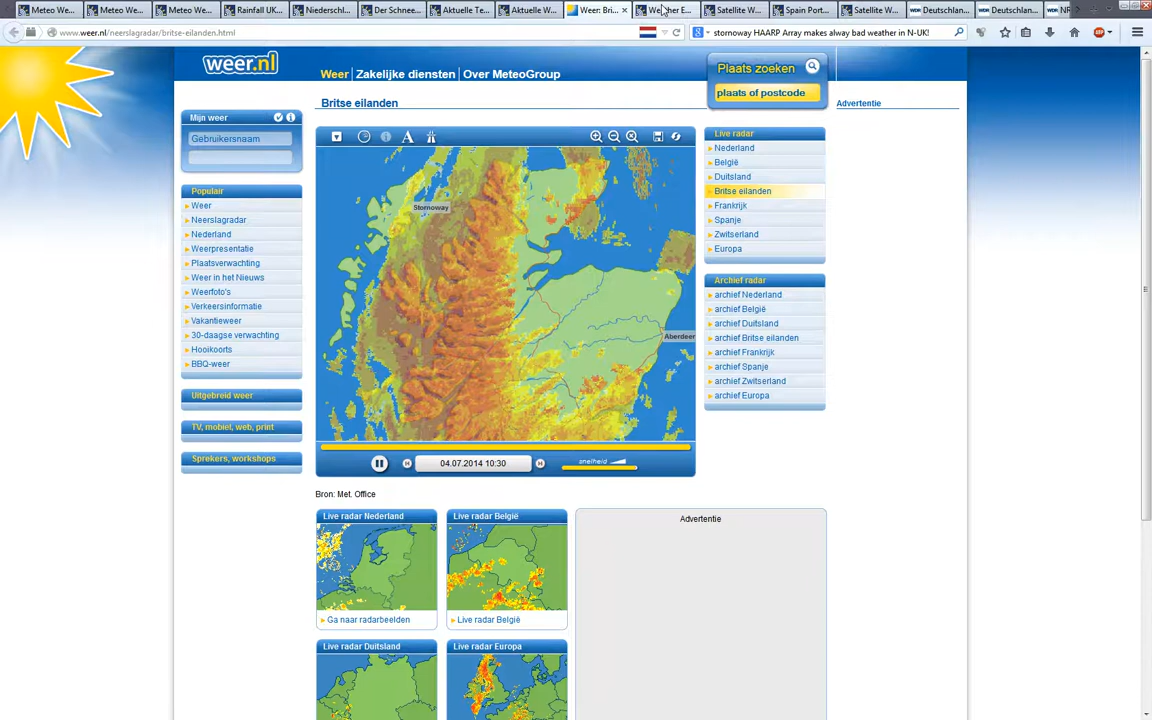 Meteo We...
Meteo We...
Meteo We...
Rainfall UK...
Niederschl...
Der Schnee...
Aktuelle Te...
Aktuelle W...
Weer: Bri...
Satellite W...
Spain Port...
Satellite W...
Deutschlan...
Deutschlan...
www.weer.nl/neerslagradar/britse-eilanden.html
stornoway HAARP Array makes alway bad weather in N-UK!
weer.nl
Weer
Zakelijke diensten
Over MeteoGroup
Plaats zoeken
plaats of postcode
Britse eilanden
Advertentie
Mijn weer
Gebruikersnaam
Populair
Weer
Neerslagradar
Nederland
Weerpresentatie
Plaatsverwachting
Weer in het Nieuws
Weerfoto's
Verkeersinformatie
Vakantieweer
30-daagse verwachting
Hooikoorts
BBQ-weer
Uitgebreid weer
TV, mobiel, web, print
Sprekers, workshops
A
Stornoway
Aberdeer
04.07.2014 10:30
snelheid
Bron: Met. Office
Live radar
Nederland
België
Duitsland
Britse eilanden
Frankrijk
Spanje
Zwitserland
Europa
Archief radar
archief Nederland
archief België
archief Duitsland
archief Britse eilanden
archief Frankrijk
archief Spanje
archief Zwitserland
archief Europa
Live radar Nederland
Ga naar radarbeelden
Live radar België
Live radar België
Advertentie
Live radar Duitsland
Live radar Europa